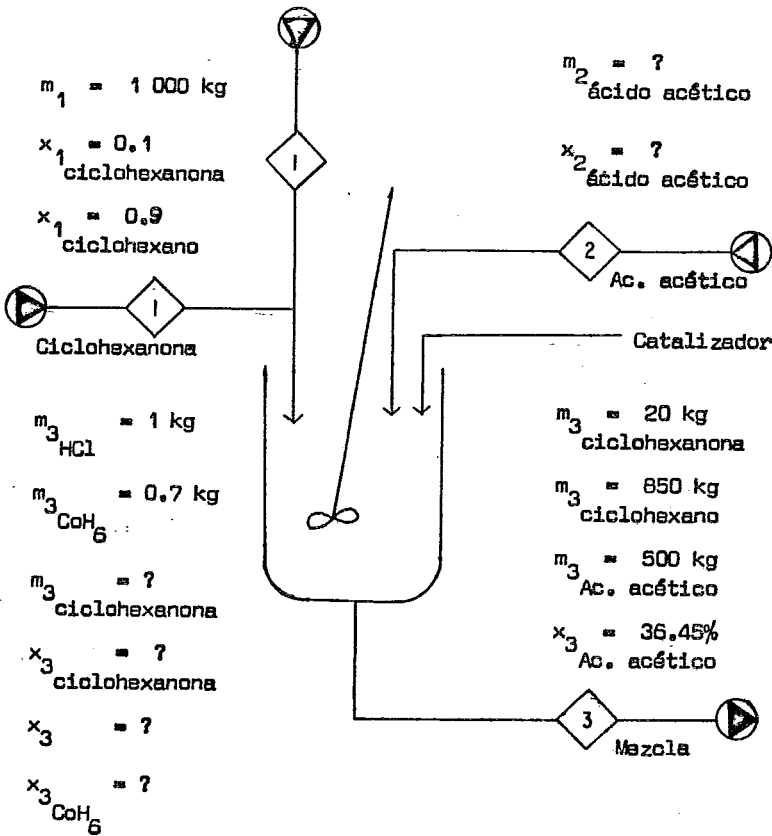 m1 = 1 000 kg
x1 ciclohexanona = 0.1
x1 ciclohexano = 0.9
1
1
Ciclohexanona
m2 ácido acético = ?
x2 ácido acético = ?
2
Ac. acético
Catalizador
m3 HCl = 1 kg
m3 CoH6 = 0.7 kg
m3 ciclohexanona = ?
x3 ciclohexanona = ?
x3 = ?
x3 CoH6 = ?
m3 ciclohexanona = 20 kg
m3 ciclohexano = 850 kg
m3 Ac. acético = 500 kg
x3 Ac. acético = 36.45%
3
Mezcla